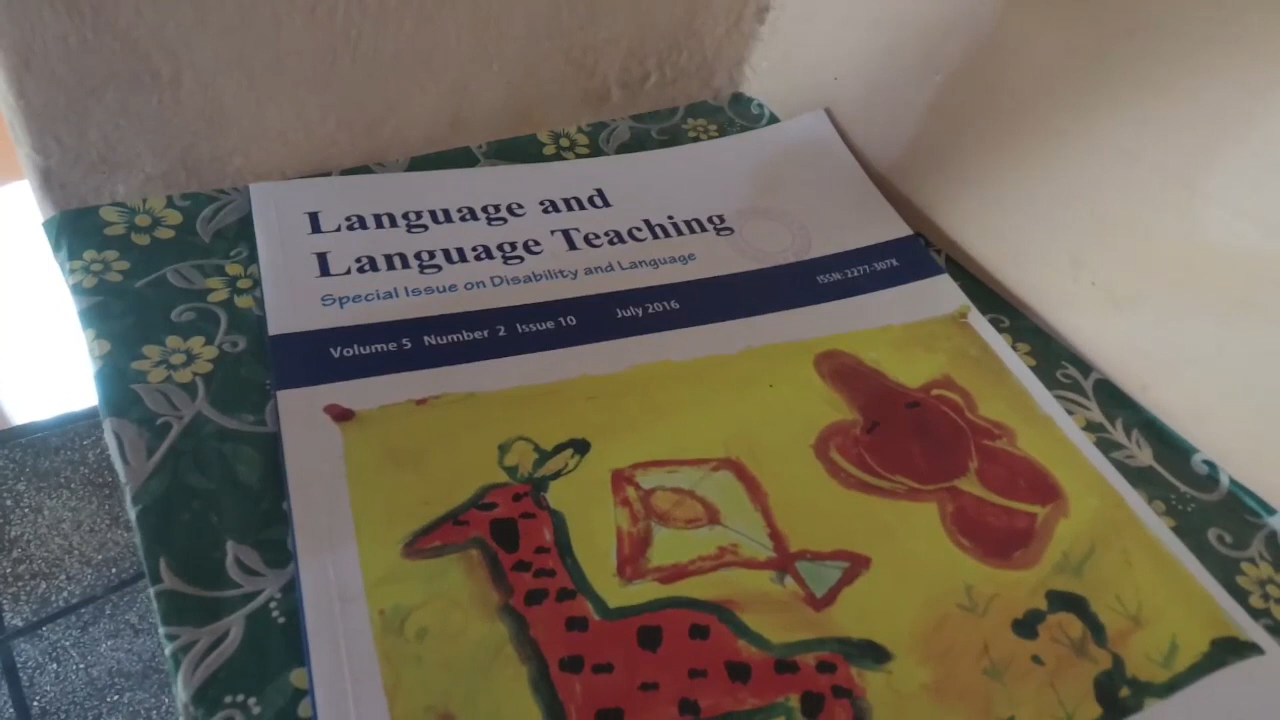 Language and
Language Teaching
Special Issue on Disability and Language
Volume 5 Number 2 Issue 10 July 2016 ISSN: 2277-307X